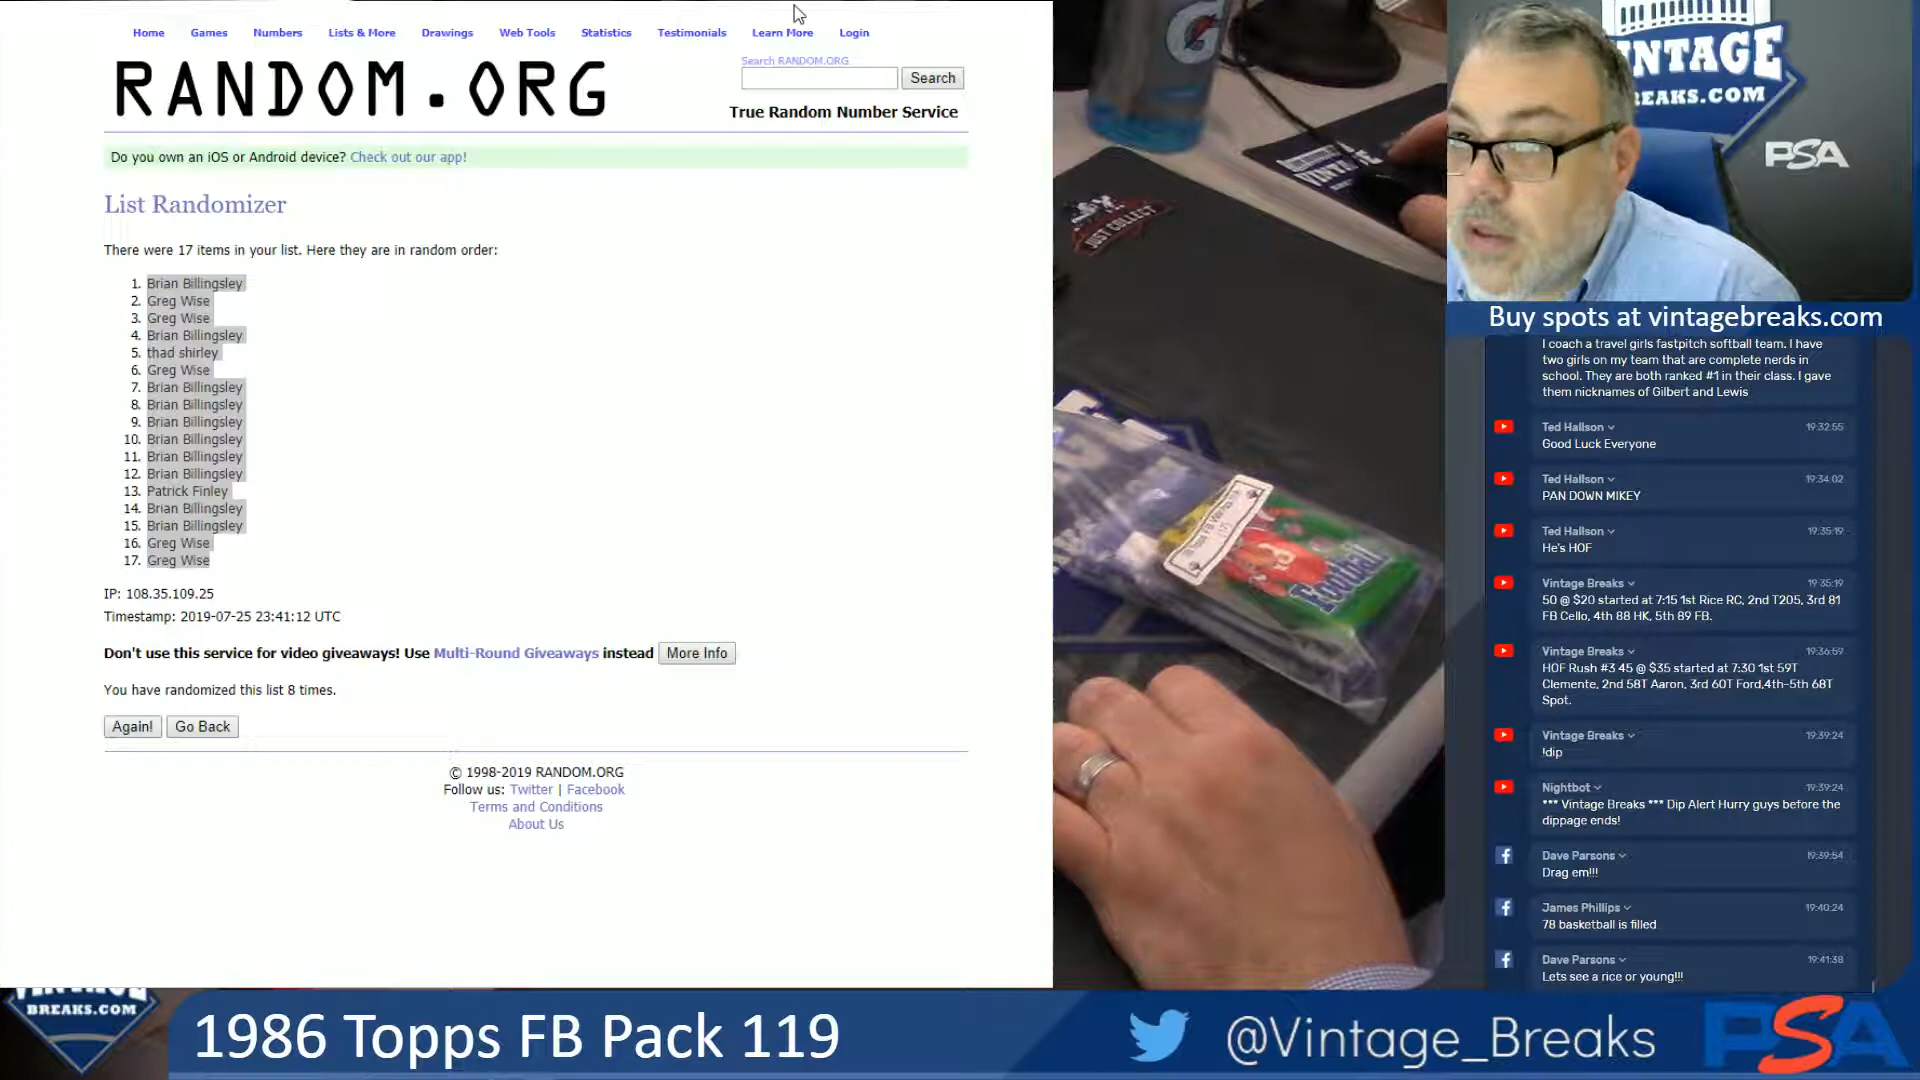 Home Games Numbers Lists & More Drawings Web Tools Statistics Testimonials Learn More Login
RANDOM.ORG
Search RANDOM.ORG
Search
True Random Number Service
Do you own an iOS or Android device? Check out our app!
List Randomizer
There were 17 items in your list. Here they are in random order:
1. Brian Billingsley
2. Greg Wise
3. Greg Wise
4. Brian Billingsley
5. thad shirley
6. Greg Wise
7. Brian Billingsley
8. Brian Billingsley
9. Brian Billingsley
10. Brian Billingsley
11. Brian Billingsley
12. Brian Billingsley
13. Patrick Finley
14. Brian Billingsley
15. Brian Billingsley
16. Greg Wise
17. Greg Wise
IP: 108.35.109.25
Timestamp: 2019-07-25 23:41:12 UTC
Don't use this service for video giveaways! Use Multi-Round Giveaways instead More Info
You have randomized this list 8 times.
Again! Go Back
© 1998-2019 RANDOM.ORG
Follow us: Twitter | Facebook
Terms and Conditions
About Us
JUST COLLECT
VINTAGE
Football
INTAGE
REAKS.COM
PSA
Buy spots at vintagebreaks.com
I coach a travel girls fastpitch softball team. I have
two girls on my team that are complete nerds in
school. They are both ranked #1 in their class. I gave
them nicknames of Gilbert and Lewis
Ted Hallson 19:32:55
Good Luck Everyone
Ted Hallson 19:34:02
PAN DOWN MIKEY
Ted Hallson 19:35:19
He's HOF
Vintage Breaks 19:35:19
50 @ $20 started at 7:15 1st Rice RC, 2nd T205, 3rd 81
FB Cello, 4th 88 HK, 5th 89 FB.
Vintage Breaks 19:36:59
HOF Rush #3 45 @ $35 started at 7:30 1st 59T
Clemente, 2nd 58T Aaron, 3rd 60T Ford,4th-5th 68T
Spot.
Vintage Breaks 19:39:24
!dip
Nightbot 19:39:24
*** Vintage Breaks *** Dip Alert Hurry guys before the
dippage ends!
Dave Parsons 19:39:54
Drag em!!!
James Phillips 19:40:24
78 basketball is filled
Dave Parsons 19:41:38
Lets see a rice or young!!!
VINTAGE
BREAKS.COM
1986 Topps FB Pack 119
@Vintage_Breaks
PSA